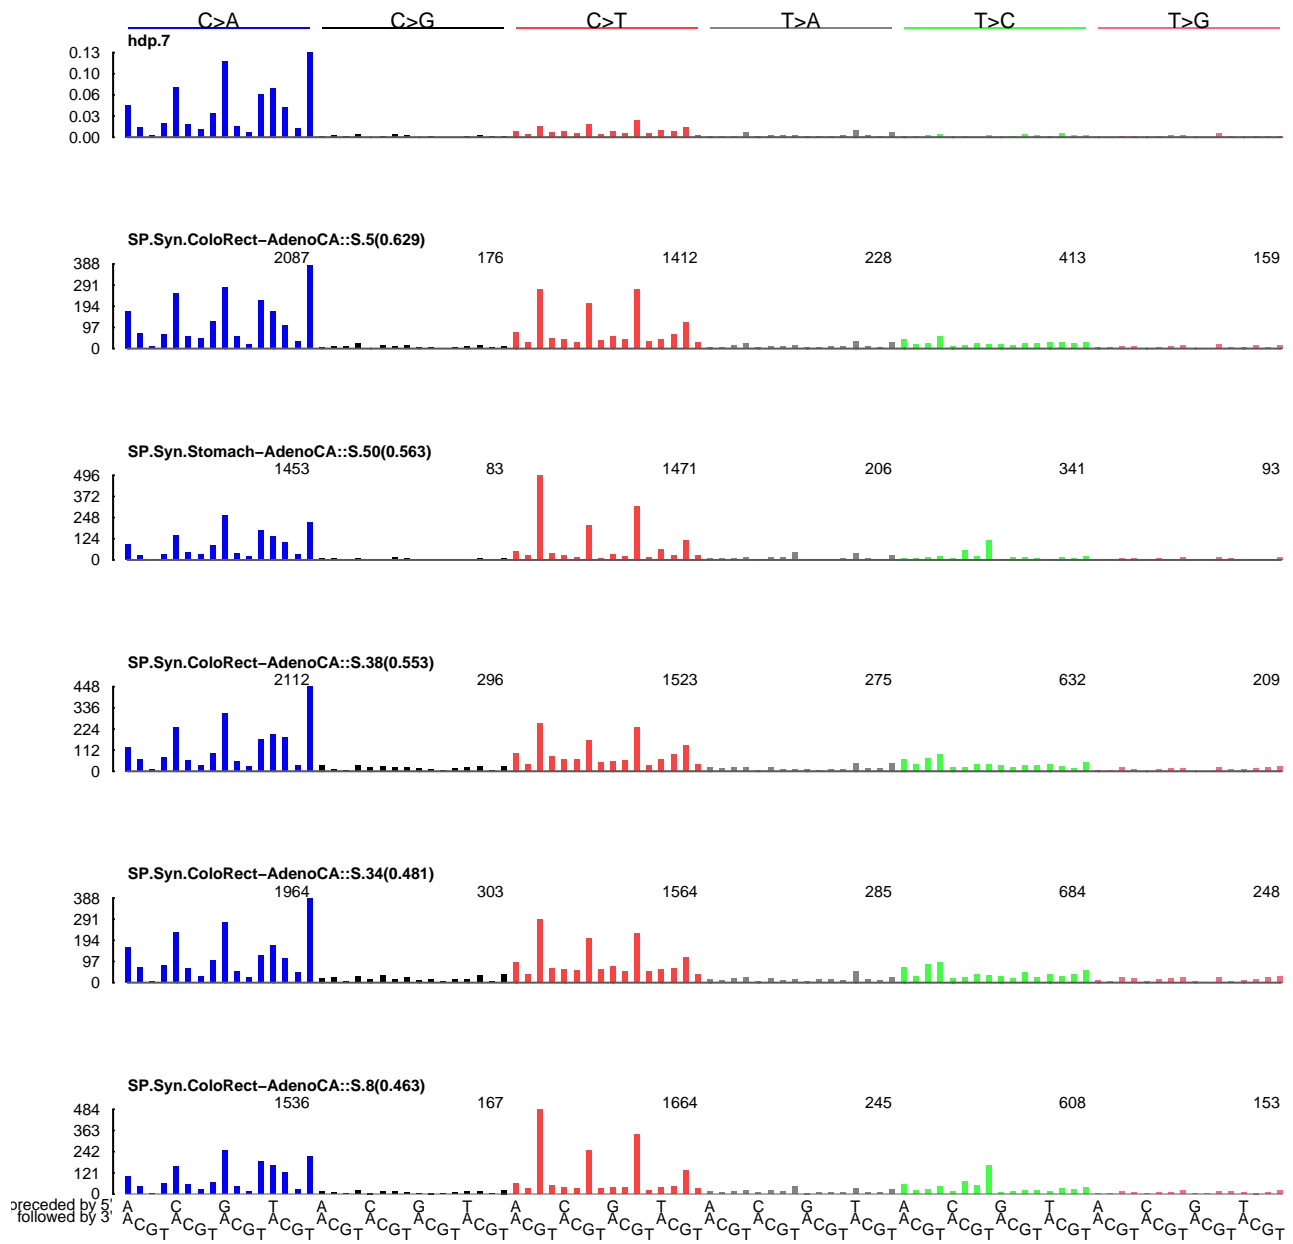 C>A C>G C>T T>A T>C T>G
hdp.7
0.13
0.10
0.06
0.03
0.00
SP.Syn.ColoRect−AdenoCA::S.5(0.629)
2087 176 1412 228 413 159
388
291
194
97
0
SP.Syn.Stomach−AdenoCA::S.50(0.563)
1453 83 1471 206 341 93
496
372
248
124
0
SP.Syn.ColoRect−AdenoCA::S.38(0.553)
2112 296 1523 275 632 209
448
336
224
112
0
SP.Syn.ColoRect−AdenoCA::S.34(0.481)
1964 303 1564 285 684 248
388
291
194
97
0
SP.Syn.ColoRect−AdenoCA::S.8(0.463)
1536 167 1664 245 608 153
484
363
242
121
0
preceded by 5' A C G T A C G T A C G T A C G T A C G T A C G T
followed by 3' A C G T A C G T A C G T A C G T A C G T A C G T A C G T A C G T A C G T A C G T A C G T A C G T A C G T A C G T A C G T A C G T A C G T A C G T A C G T A C G T A C G T A C G T A C G T A C G T